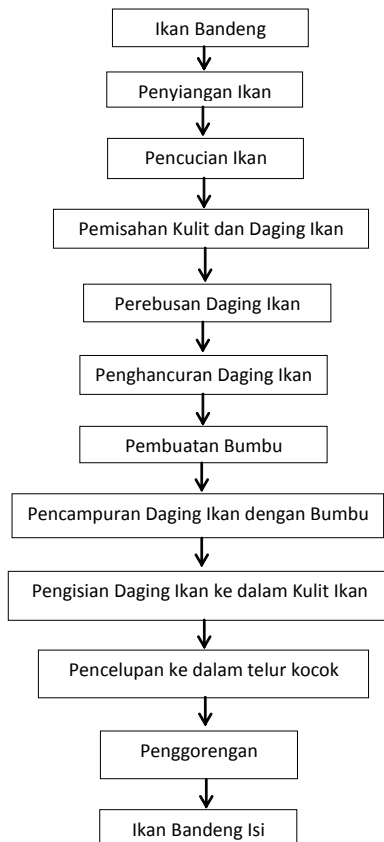 Ikan Bandeng
Penyiangan Ikan
Pencucian Ikan
Pemisahan Kulit dan Daging Ikan
Perebusan Daging Ikan
Penghancuran Daging Ikan
Pembuatan Bumbu
Pencampuran Daging Ikan dengan Bumbu
Pengisian Daging Ikan ke dalam Kulit Ikan
Pencelupan ke dalam telur kocok
Penggorengan
Ikan Bandeng Isi